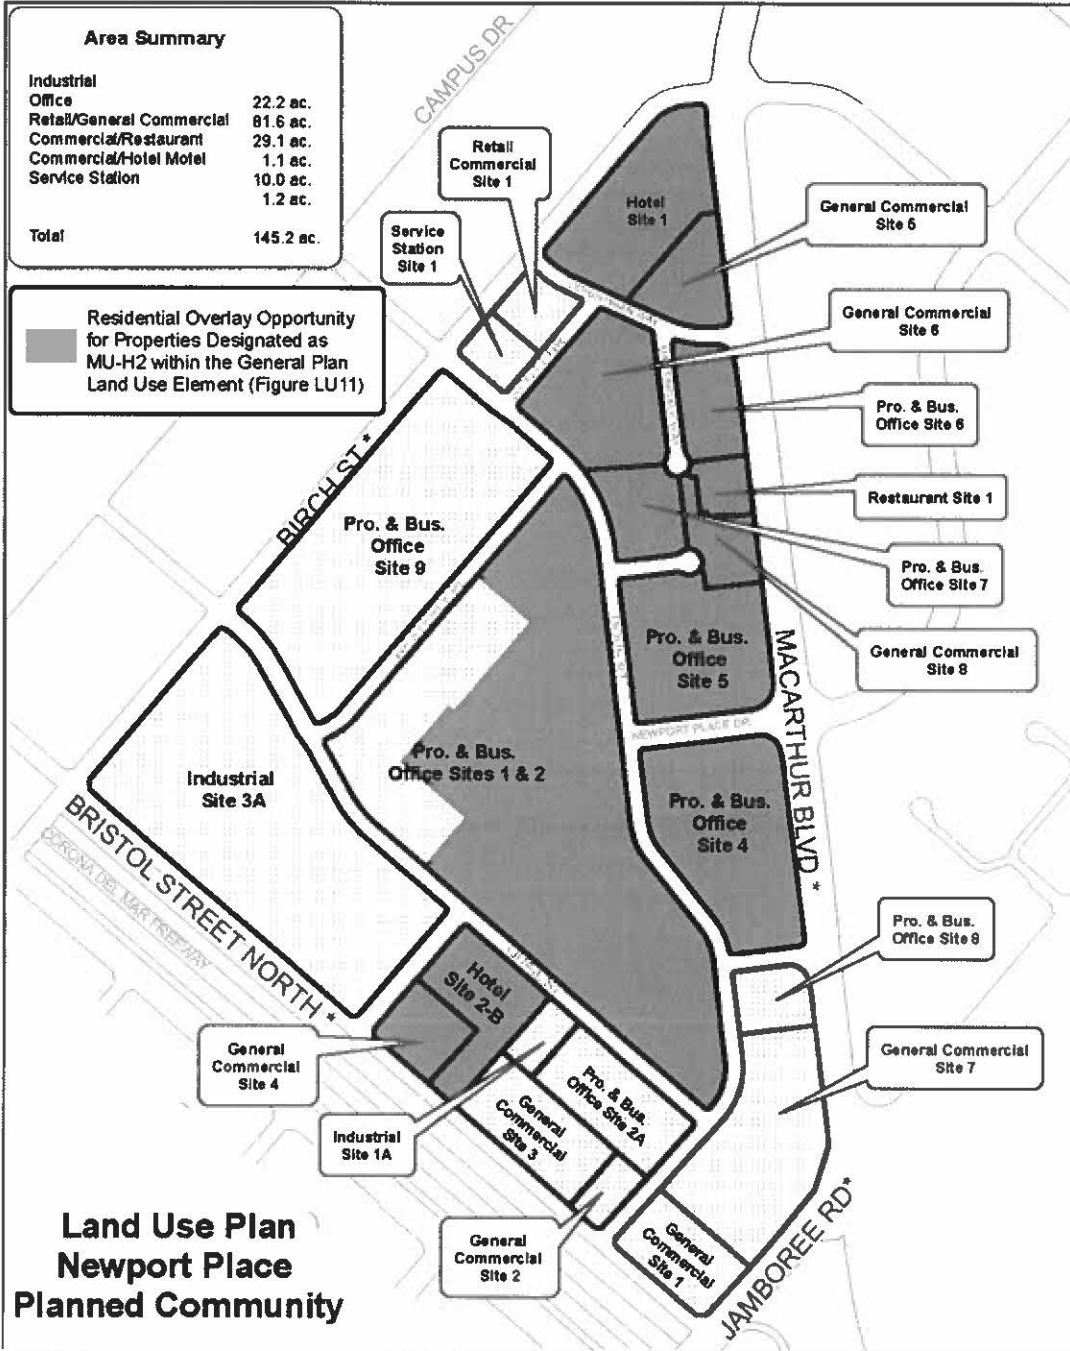 Area Summary
Industrial
Office 22.2 ac.
Retail/General Commercial 81.6 ac.
Commercial/Restaurant 29.1 ac.
Commercial/Hotel Motel 1.1 ac.
Service Station 10.0 ac.
1.2 ac.
Total 145.2 ac.
Residential Overlay Opportunity
for Properties Designated as
MU-H2 within the General Plan
Land Use Element (Figure LU11)
CAMPUS DR
Retail
Commercial
Site 1
Service
Station
Site 1
Hotel
Site 1
General Commercial
Site 5
General Commercial
Site 6
Pro. & Bus.
Office Site 6
Restaurant Site 1
Pro. & Bus.
Office Site 7
General Commercial
Site 8
BIRCH ST *
Pro. & Bus.
Office
Site 9
Pro. & Bus.
Office
Site 5
MACARTHUR BLVD *
NEWPORT PLACE DR.
Pro. & Bus.
Office Sites 1 & 2
Industrial
Site 3A
Pro. & Bus.
Office
Site 4
BRISTOL STREET NORTH *
CORONA DEL MAR FREEWAY
Pro. & Bus.
Office Site 8
Hotel
Site 2-B
General
Commercial
Site 4
General Commercial
Site 7
Pro. & Bus.
Office Site 2A
General
Commercial
Site 3
Industrial
Site 1A
General
Commercial
Site 2
General
Commercial
Site 1
JAMBOREE RD*
Land Use Plan
Newport Place
Planned Community